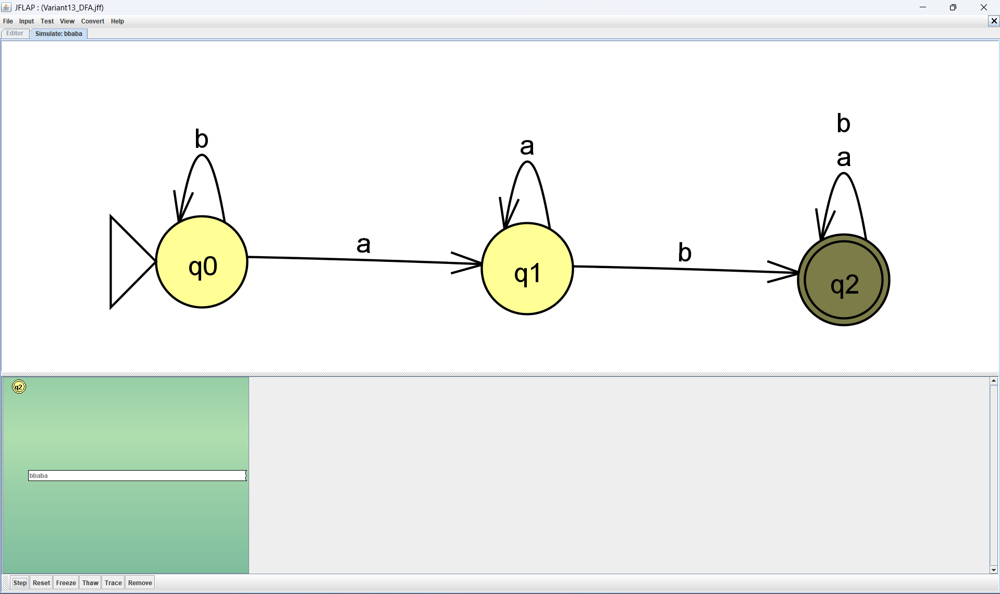 JFLAP : (Variant13_DFA.jff)
File Input Test View Convert Help
Editor Simulate: bbaba
b
a
b
a
a
b
q0
q1
q2
q2
bbaba
Step Reset Freeze Thaw Trace Remove